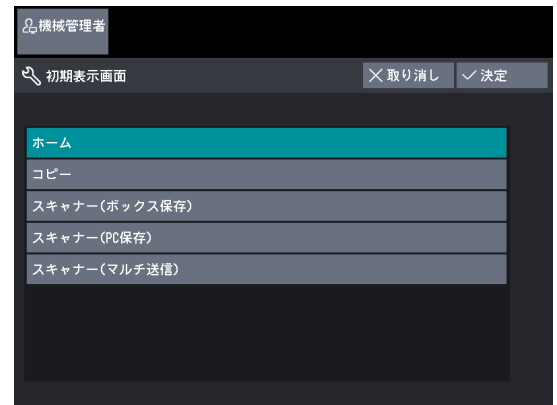 機械管理者
初期表示画面
取り消し
決定
ホーム
コピー
スキャナー(ボックス保存)
スキャナー(PC保存)
スキャナー(マルチ送信)